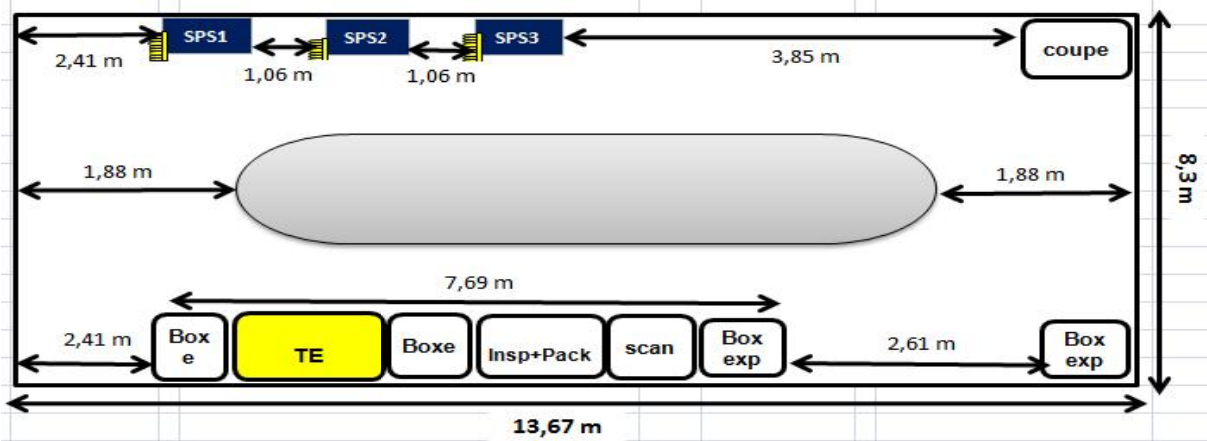 SPS1
SPS2
SPS3
coupe
2,41 m
1,06 m
1,06 m
3,85 m
1,88 m
1,88 m
8,3 m
7,69 m
2,41 m
Box
e
TE
Boxe
Insp+Pack
scan
Box
exp
2,61 m
Box
exp
13,67 m